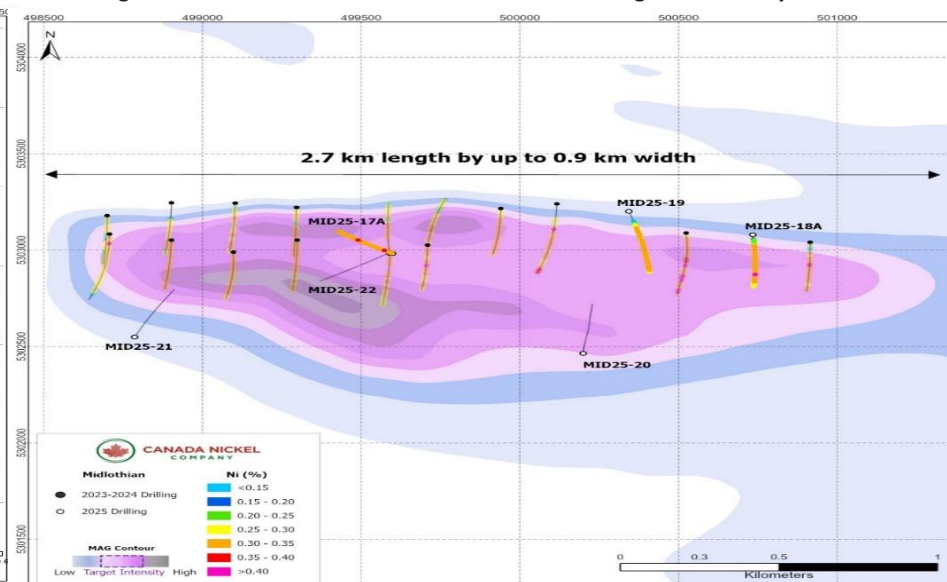 498500 499000 499500 500000 500500 501000
N
5304000
5303500
2.7 km length by up to 0.9 km width
MID25-19
MID25-17A
MID25-18A
5303000
MID25-22
MID25-21
5302500
MID25-20
5302000
CANADA NICKEL
COMPANY
Midlothian
2023-2024 Drilling
2025 Drilling
MAG Contour
Low Target Intensity High
Ni (%)
<0.15
0.15 - 0.20
0.20 - 0.25
0.25 - 0.30
0.30 - 0.35
0.35 - 0.40
>0.40
5301500
0 0.3 0.5 1
Kilometers